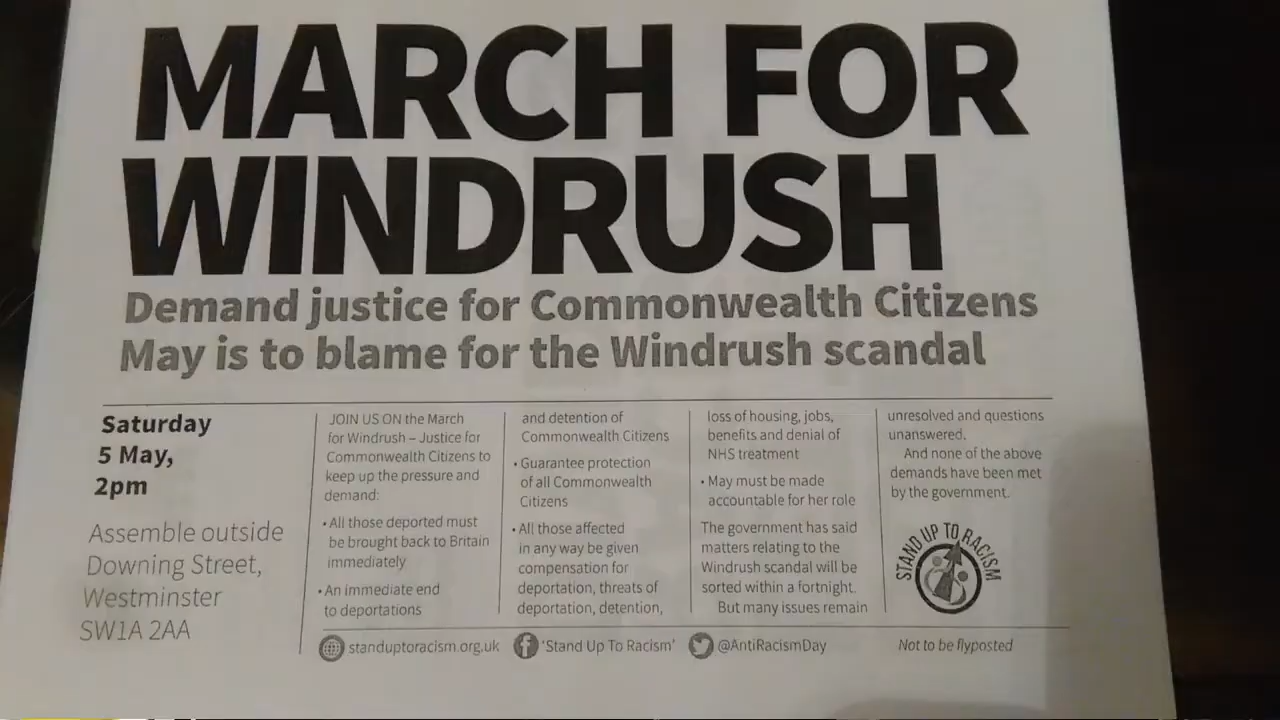 MARCH FOR
WINDRUSH
Demand justice for Commonwealth Citizens
May is to blame for the Windrush scandal
Saturday
5 May,
2pm
Assemble outside
Downing Street,
Westminster
SW1A 2AA
JOIN US ON the March
for Windrush – Justice for
Commonwealth Citizens to
keep up the pressure and
demand:
• All those deported must
be brought back to Britain
immediately
• An immediate end
to deportations
and detention of
Commonwealth Citizens
• Guarantee protection
of all Commonwealth
Citizens
• All those affected
in any way be given
compensation for
deportation, threats of
deportation, detention,
loss of housing, jobs,
benefits and denial of
NHS treatment
• May must be made
accountable for her role
The government has said
matters relating to the
Windrush scandal will be
sorted within a fortnight.
But many issues remain
unresolved and questions
unanswered.
And none of the above
demands have been met
by the government.
STAND UP TO RACISM
standuptoracism.org.uk
'Stand Up To Racism'
@AntiRacismDay
Not to be flyposted